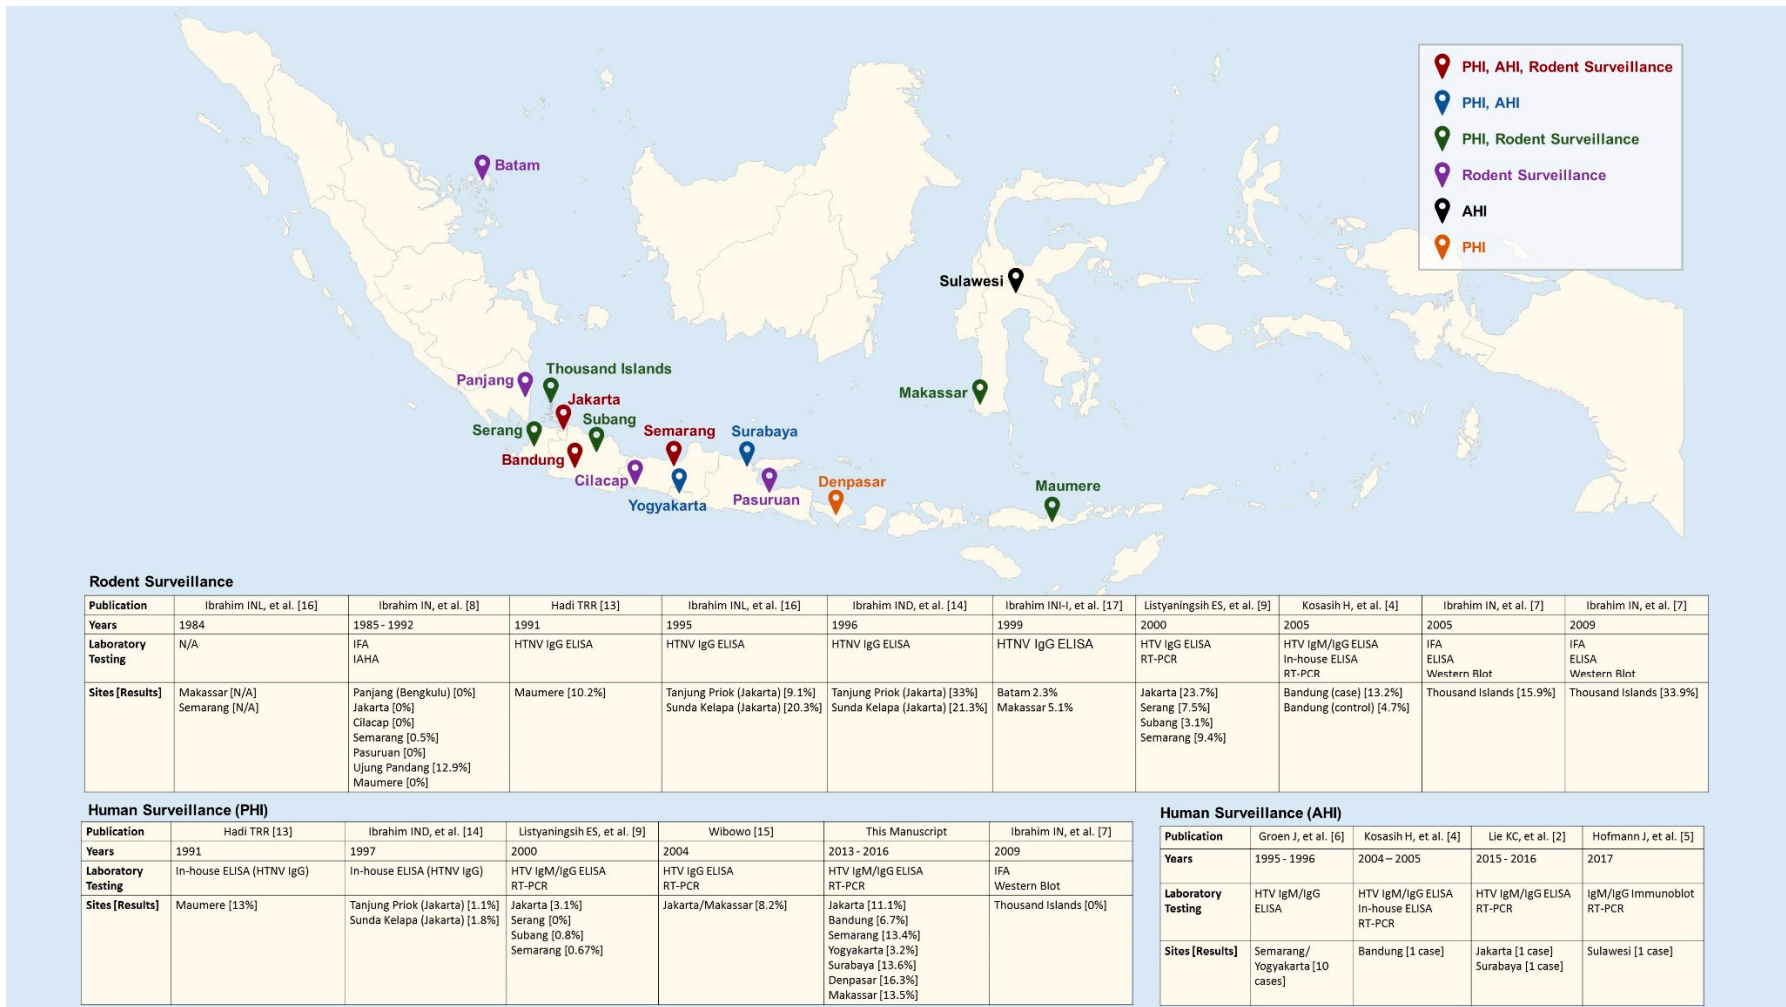 PHI, AHI, Rodent Surveillance
PHI, AHI
PHI, Rodent Surveillance
Rodent Surveillance
AHI
PHI
Batam
Sulawesi
Panjang
Thousand Islands
Jakarta
Makassar
Serang
Subang
Semarang
Surabaya
Bandung
Cilacap
Yogyakarta
Pasuruan
Denpasar
Maumere
Rodent Surveillance
Publication Ibrahim INL, et al. [16] Ibrahim IN, et al. [8] Hadi TRR [13] Ibrahim INL, et al. [16] Ibrahim IND, et al. [14] Ibrahim INI-I, et al. [17] Listyaningsih ES, et al. [9] Kosasih H, et al. [4] Ibrahim IN, et al. [7] Ibrahim IN, et al. [7]
Years 1984 1985 - 1992 1991 1995 1996 1999 2000 2005 2005 2009
Laboratory N/A IFA HTNV IgG ELISA HTNV IgG ELISA HTNV IgG ELISA HTNV IgG ELISA HTV IgG ELISA HTV IgM/IgG ELISA IFA IFA
Testing IAHA RT-PCR In-house ELISA ELISA ELISA
RT-PCR Western Blot Western Blot
Sites [Results] Makassar [N/A] Panjang (Bengkulu) [0%] Maumere [10.2%] Tanjung Priok (Jakarta) [9.1%] Tanjung Priok (Jakarta) [33%] Batam 2.3% Jakarta [23.7%] Bandung (case) [13.2%] Thousand Islands [15.9%] Thousand Islands [33.9%]
Semarang [N/A] Jakarta [0%] Sunda Kelapa (Jakarta) [20.3%] Sunda Kelapa (Jakarta) [21.3%] Makassar 5.1% Serang [7.5%] Bandung (control) [4.7%]
Cilacap [0%] Subang [3.1%]
Semarang [0.5%] Semarang [9.4%]
Pasuruan [0%]
Ujung Pandang [12.9%]
Maumere [0%]
Human Surveillance (PHI)
Publication Hadi TRR [13] Ibrahim IND, et al. [14] Listyaningsih ES, et al. [9] Wibowo [15] This Manuscript Ibrahim IN, et al. [7]
Years 1991 1997 2000 2004 2013 - 2016 2009
Laboratory In-house ELISA (HTNV IgG) In-house ELISA (HTNV IgG) HTV IgM/IgG ELISA HTV IgG ELISA HTV IgM/IgG ELISA IFA
Testing RT-PCR RT-PCR RT-PCR Western Blot
Sites [Results] Maumere [13%] Tanjung Priok (Jakarta) [1.1%] Jakarta [3.1%] Jakarta/Makassar [8.2%] Jakarta [11.1%] Thousand Islands [0%]
Sunda Kelapa (Jakarta) [1.8%] Serang [0%] Bandung [6.7%]
Subang [0.8%] Semarang [13.4%]
Semarang [0.67%] Yogyakarta [3.2%]
Surabaya [13.6%]
Denpasar [16.3%]
Makassar [13.5%]
Human Surveillance (AHI)
Publication Groen J, et al. [6] Kosasih H, et al. [4] Lie KC, et al. [2] Hofmann J, et al. [5]
Years 1995 - 1996 2004 – 2005 2015 - 2016 2017
Laboratory HTV IgM/IgG HTV IgM/IgG ELISA HTV IgM/IgG ELISA IgM/IgG Immunoblot
Testing ELISA In-house ELISA RT-PCR RT-PCR
RT-PCR
Sites [Results] Semarang/ Bandung [1 case] Jakarta [1 case] Sulawesi [1 case]
Yogyakarta [10 Surabaya [1 case]
cases]